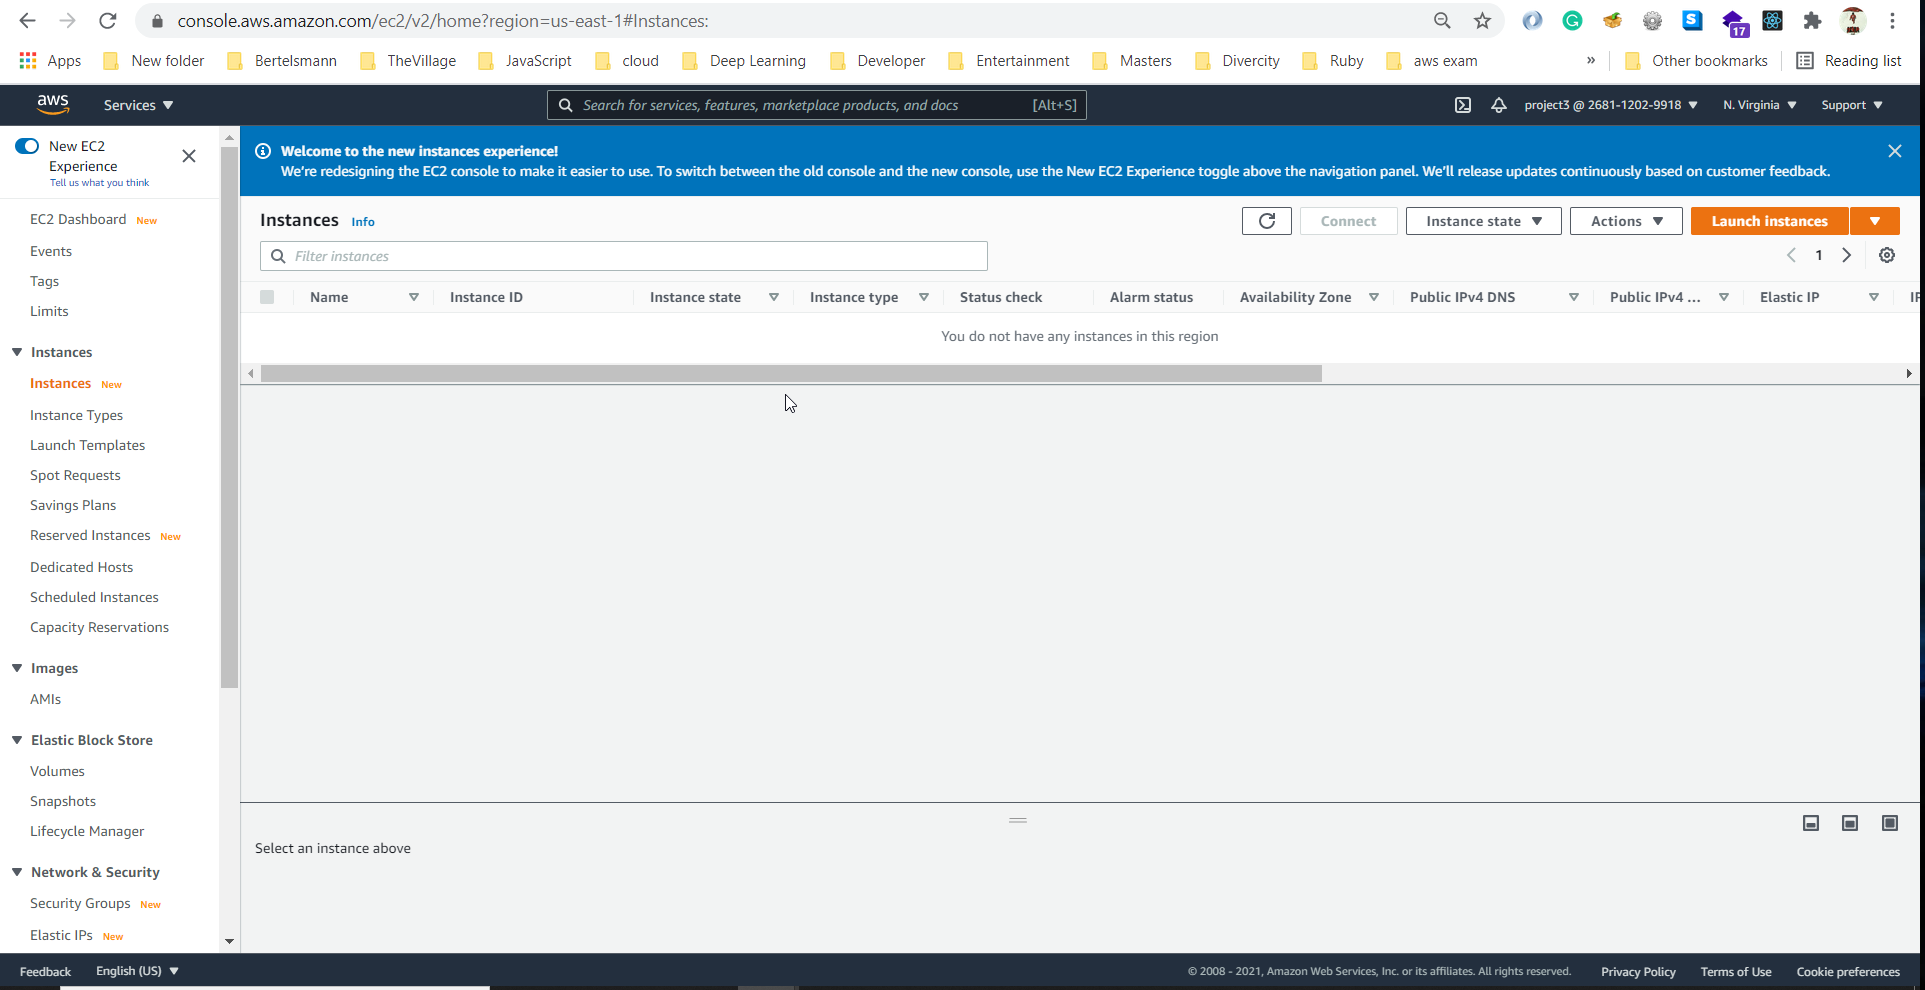 console.aws.amazon.com/ec2/v2/home?region=us-east-1#Instances:
17
Apps New folder Bertelsmann TheVillage JavaScript cloud Deep Learning Developer Entertainment Masters Divercity Ruby aws exam » Other bookmarks Reading list
aws Services Search for services, features, marketplace products, and docs [Alt+S] project3 @ 2681-1202-9918 N. Virginia Support
New EC2
Experience
Tell us what you think
EC2 Dashboard New
Events
Tags
Limits
Instances
Instances New
Instance Types
Launch Templates
Spot Requests
Savings Plans
Reserved Instances New
Dedicated Hosts
Scheduled Instances
Capacity Reservations
Images
AMIs
Elastic Block Store
Volumes
Snapshots
Lifecycle Manager
Network & Security
Security Groups New
Elastic IPs New
Welcome to the new instances experience!
We're redesigning the EC2 console to make it easier to use. To switch between the old console and the new console, use the New EC2 Experience toggle above the navigation panel. We'll release updates continuously based on customer feedback.
Instances Info Connect Instance state Actions Launch instances
Filter instances 1
Name Instance ID Instance state Instance type Status check Alarm status Availability Zone Public IPv4 DNS Public IPv4 ... Elastic IP
You do not have any instances in this region
Select an instance above
Feedback English (US) © 2008 - 2021, Amazon Web Services, Inc. or its affiliates. All rights reserved. Privacy Policy Terms of Use Cookie preferences